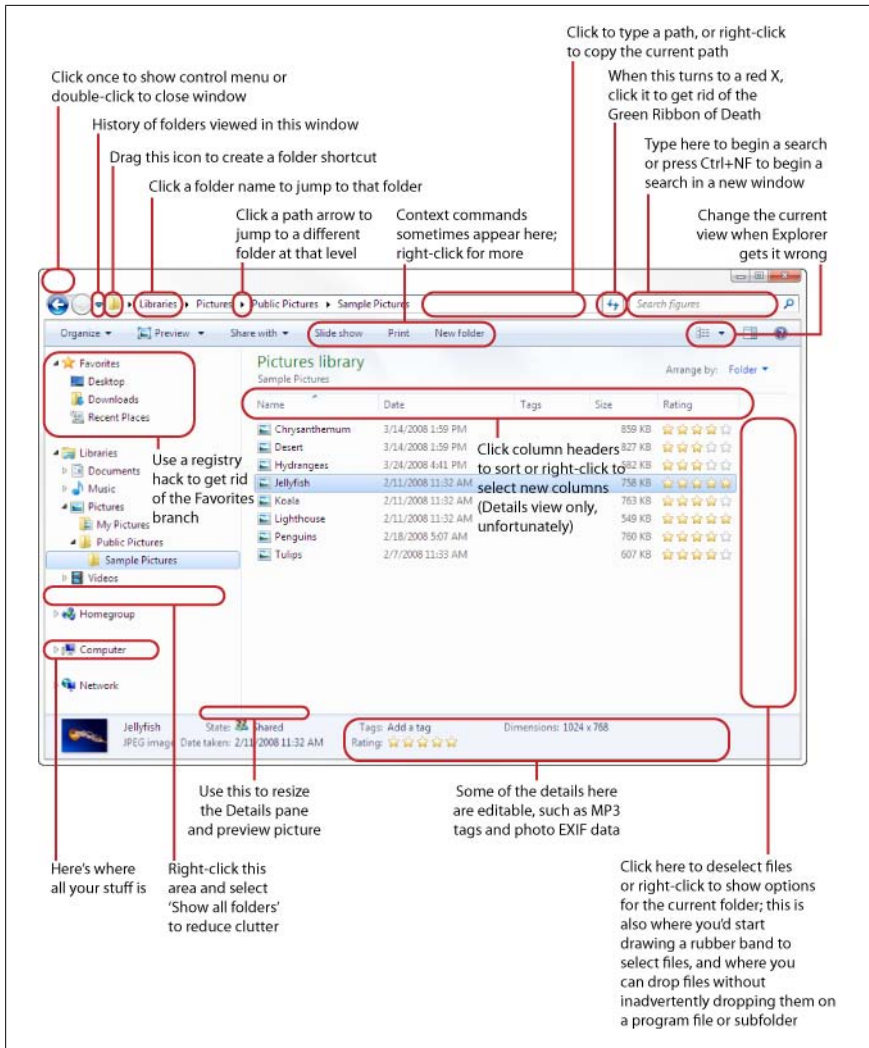 Click to type a path, or right-click
to copy the current path
Click once to show control menu or
double-click to close window
When this turns to a red X,
click it to get rid of the
Green Ribbon of Death
History of folders viewed in this window
Drag this icon to create a folder shortcut
Type here to begin a search
or press Ctrl+NF to begin a
search in a new window
Click a folder name to jump to that folder
Click a path arrow to
jump to a different
folder at that level
Context commands
sometimes appear here;
right-click for more
Change the current
view when Explorer
gets it wrong
Libraries Pictures Public Pictures Sample Pictures Search figures
Organize Preview Share with Slide show Print New folder
Favorites
Desktop
Downloads
Recent Places
Libraries
Documents
Music
Pictures
My Pictures
Public Pictures
Sample Pictures
Videos
Homegroup
Computer
Network
Use a registry
hack to get rid
of the Favorites
branch
Pictures library
Sample Pictures
Arrange by: Folder
Name Date Tags Size Rating
Chrysanthemum 3/14/2008 1:59 PM 859 KB
Desert 3/14/2008 1:59 PM 827 KB
Hydrangeas 3/24/2008 4:41 PM 582 KB
Jellyfish 2/11/2008 11:32 AM 758 KB
Koala 2/11/2008 11:32 AM 763 KB
Lighthouse 2/11/2008 11:32 AM 549 KB
Penguins 2/18/2008 5:07 AM 760 KB
Tulips 2/7/2008 11:33 AM 607 KB
Click column headers
to sort or right-click to
select new columns
(Details view only,
unfortunately)
Jellyfish State: Shared Tags: Add a tag Dimensions: 1024 x 768
JPEG image Date taken: 2/11/2008 11:32 AM Rating:
Use this to resize
the Details pane
and preview picture
Some of the details here
are editable, such as MP3
tags and photo EXIF data
Here's where
all your stuff is
Right-click this
area and select
'Show all folders'
to reduce clutter
Click here to deselect files
or right-click to show options
for the current folder; this is
also where you'd start
drawing a rubber band to
select files, and where you
can drop files without
inadvertently dropping them on
a program file or subfolder